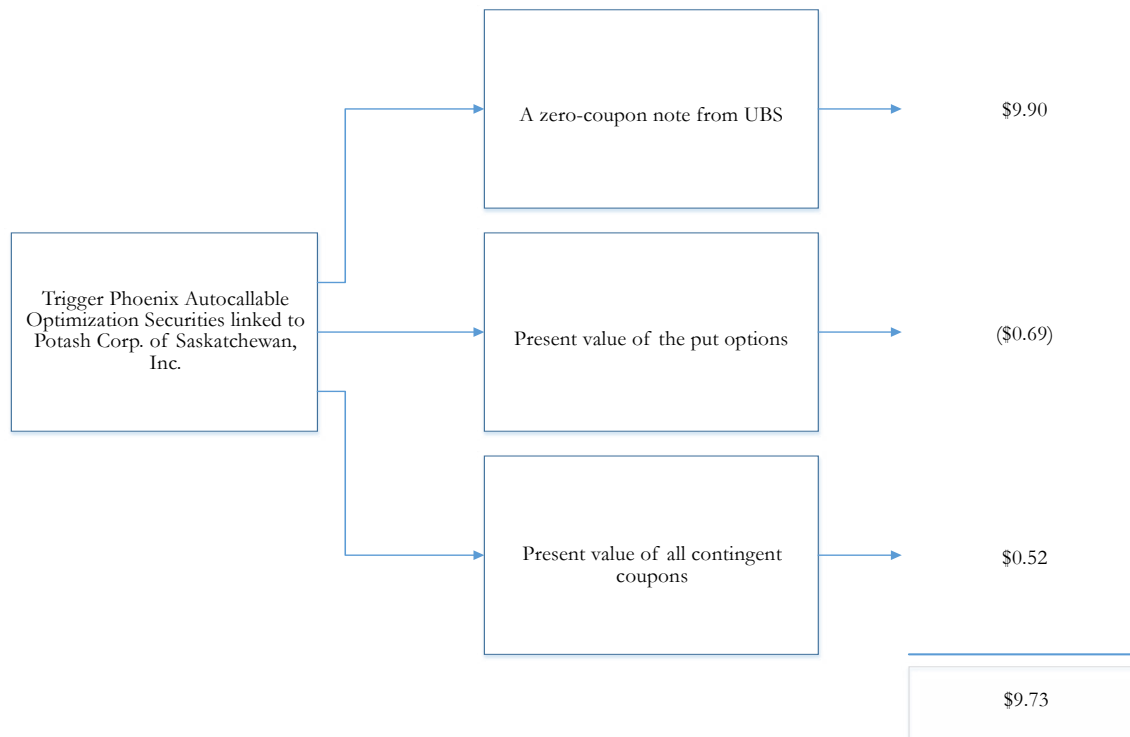 A zero-coupon note from UBS
$9.90
Trigger Phoenix Autocallable
Optimization Securities linked to
Potash Corp. of Saskatchewan,
Inc.
Present value of the put options
($0.69)
Present value of all contingent
coupons
$0.52
$9.73